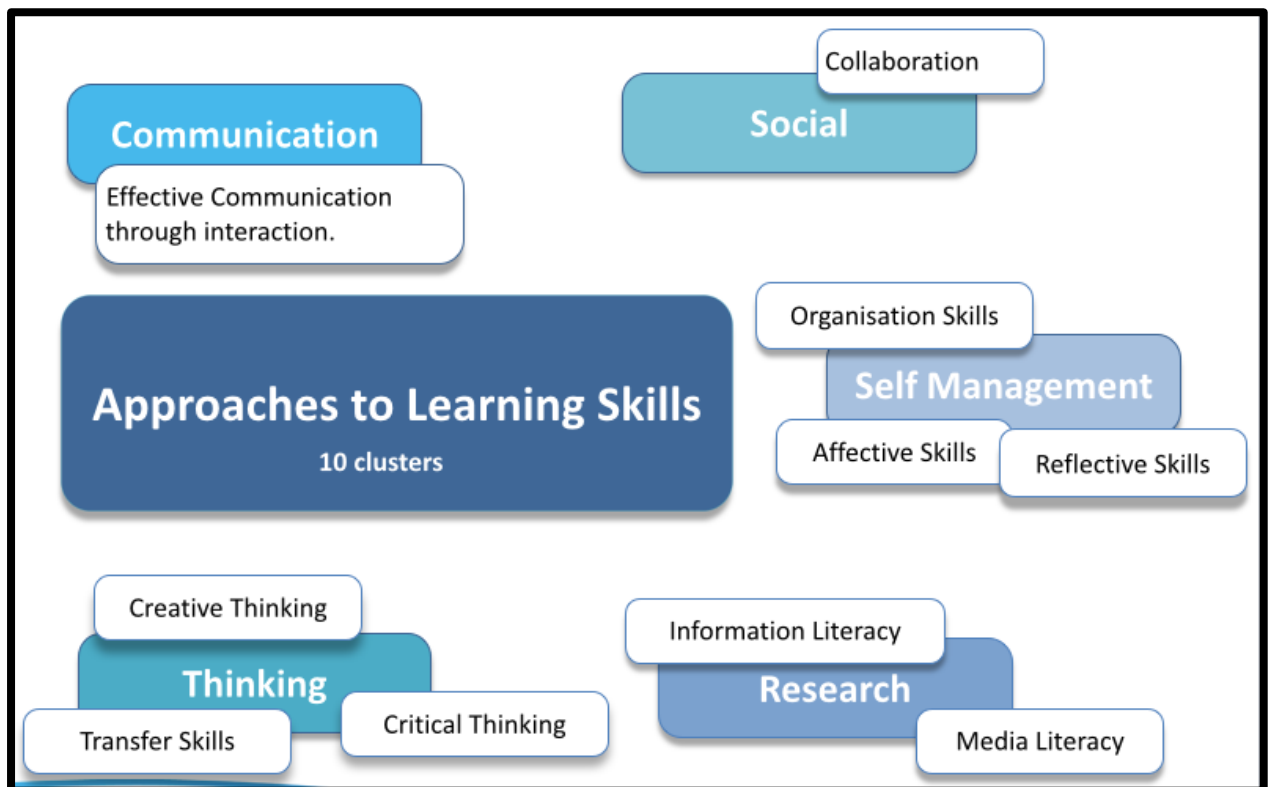 Collaboration
Communication
Social
Effective Communication
through interaction.
Organisation Skills
Approaches to Learning Skills
10 clusters
Self Management
Affective Skills
Reflective Skills
Creative Thinking
Thinking
Transfer Skills
Critical Thinking
Information Literacy
Research
Media Literacy